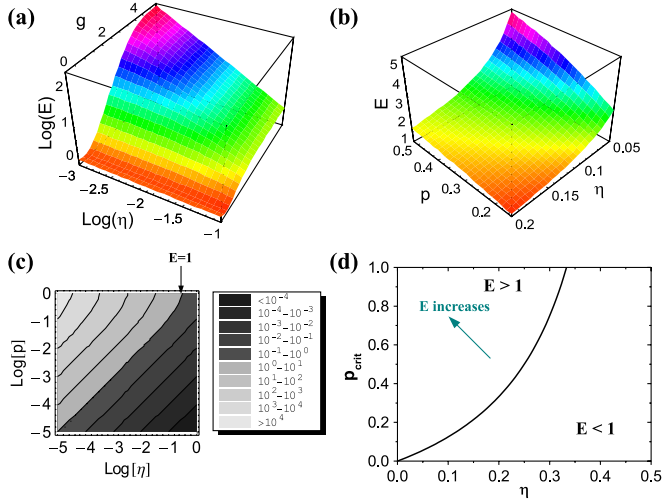 (a)
g
0
2
4
2
1
0
Log(E)
−3
−2.5
−2
−1.5
−1
Log(η)
(b)
5
4
3
2
1
E
0.5
0.4
0.3
0.2
p
0.05
0.1
0.15
0.2
η
(c)
E=1
0
−1
−2
−3
−4
−5
Log[p]
−5 −4 −3 −2 −1 0
Log[η]
<10⁻⁴
10⁻⁴−10⁻³
10⁻³−10⁻²
10⁻²−10⁻¹
10⁻¹−10⁰
10⁰−10¹
10¹−10²
10²−10³
10³−10⁴
>10⁴
(d)
1.0
0.8
0.6
0.4
0.2
0.0
p_crit
E > 1
E increases
E < 1
0.0 0.1 0.2 0.3 0.4 0.5
η